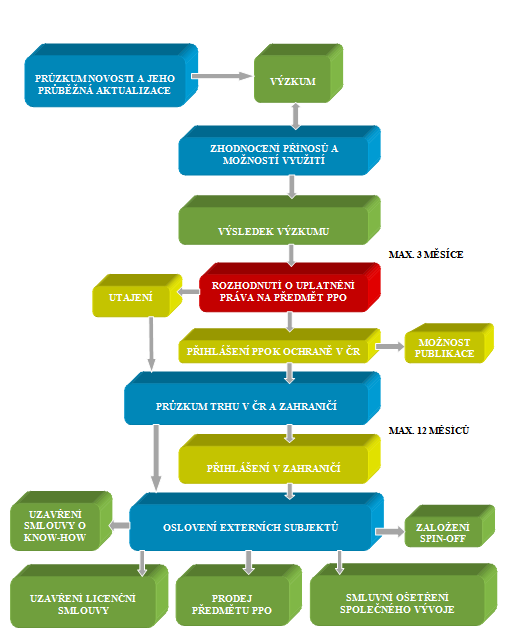 PRŮZKUM NOVOSTI A JEHO
PRŮBĚŽNÁ AKTUALIZACE
VÝZKUM
ZHODNOCENÍ PŘÍNOSŮ A
MOŽNOSTÍ VYUŽITÍ
VÝSLEDEK VÝZKUMU
MAX. 3 MĚSÍCE
ROZHODNUTÍ O UPLATNĚNÍ
PRÁVA NA PŘEDMĚT PPO
UTAJENÍ
PŘIHLÁŠENÍ PPO K OCHRANĚ V ČR
MOŽNOST
PUBLIKACE
PRŮZKUM TRHU V ČR A ZAHRANIČÍ
MAX. 12 MĚSÍCŮ
PŘIHLÁŠENÍ V ZAHRANIČÍ
UZAVŘENÍ
SMLOUVY O
KNOW-HOW
OSLOVENÍ EXTERNÍCH SUBJEKTŮ
ZALOŽENÍ
SPIN-OFF
UZAVŘENÍ LICENČNÍ
SMLOUVY
PRODEJ
PŘEDMĚTU PPO
SMLUVNÍ OŠETŘENÍ
SPOLEČNÉHO VÝVOJE